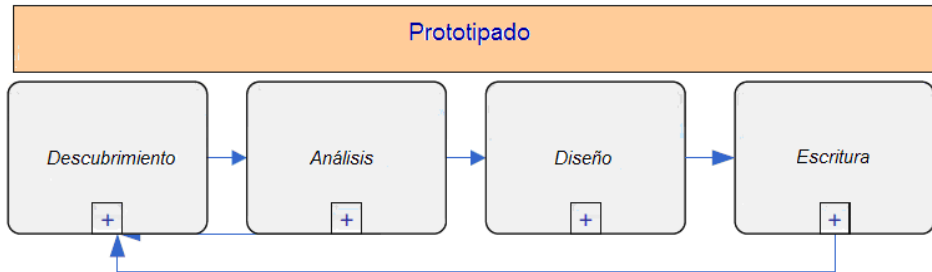 Prototipado
Descubrimiento
Análisis
Diseño
Escritura
+
+
+
+